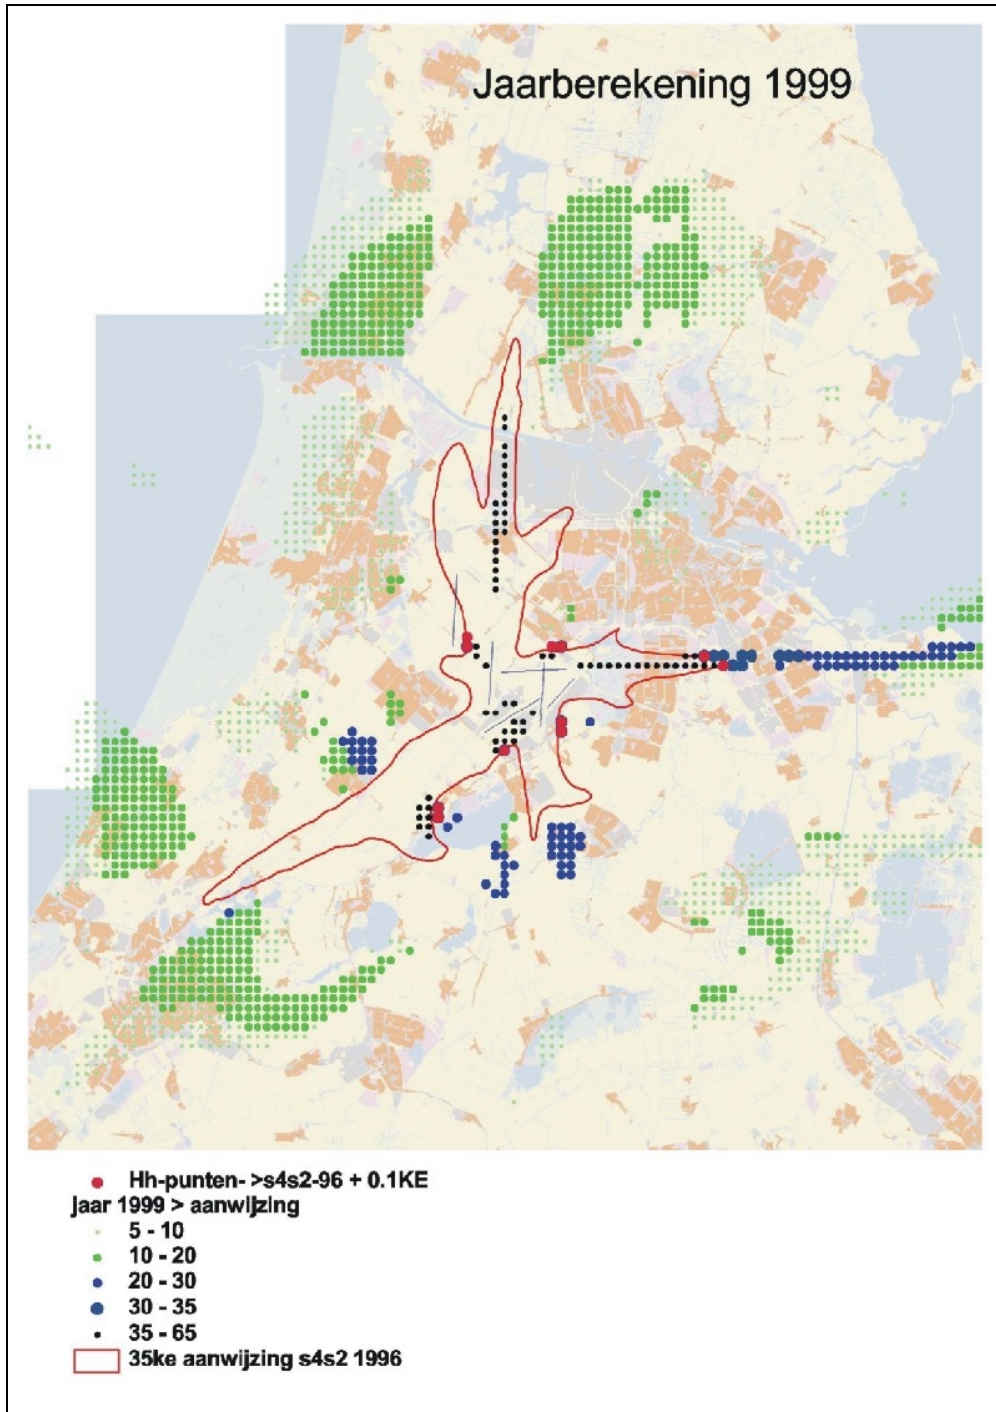 Jaarberekening 1999
Hh-punten- >s4s2-96 + 0.1KE
jaar 1999 > aanwijzing
5 - 10
10 - 20
20 - 30
30 - 35
35 - 65
35ke aanwijzing s4s2 1996